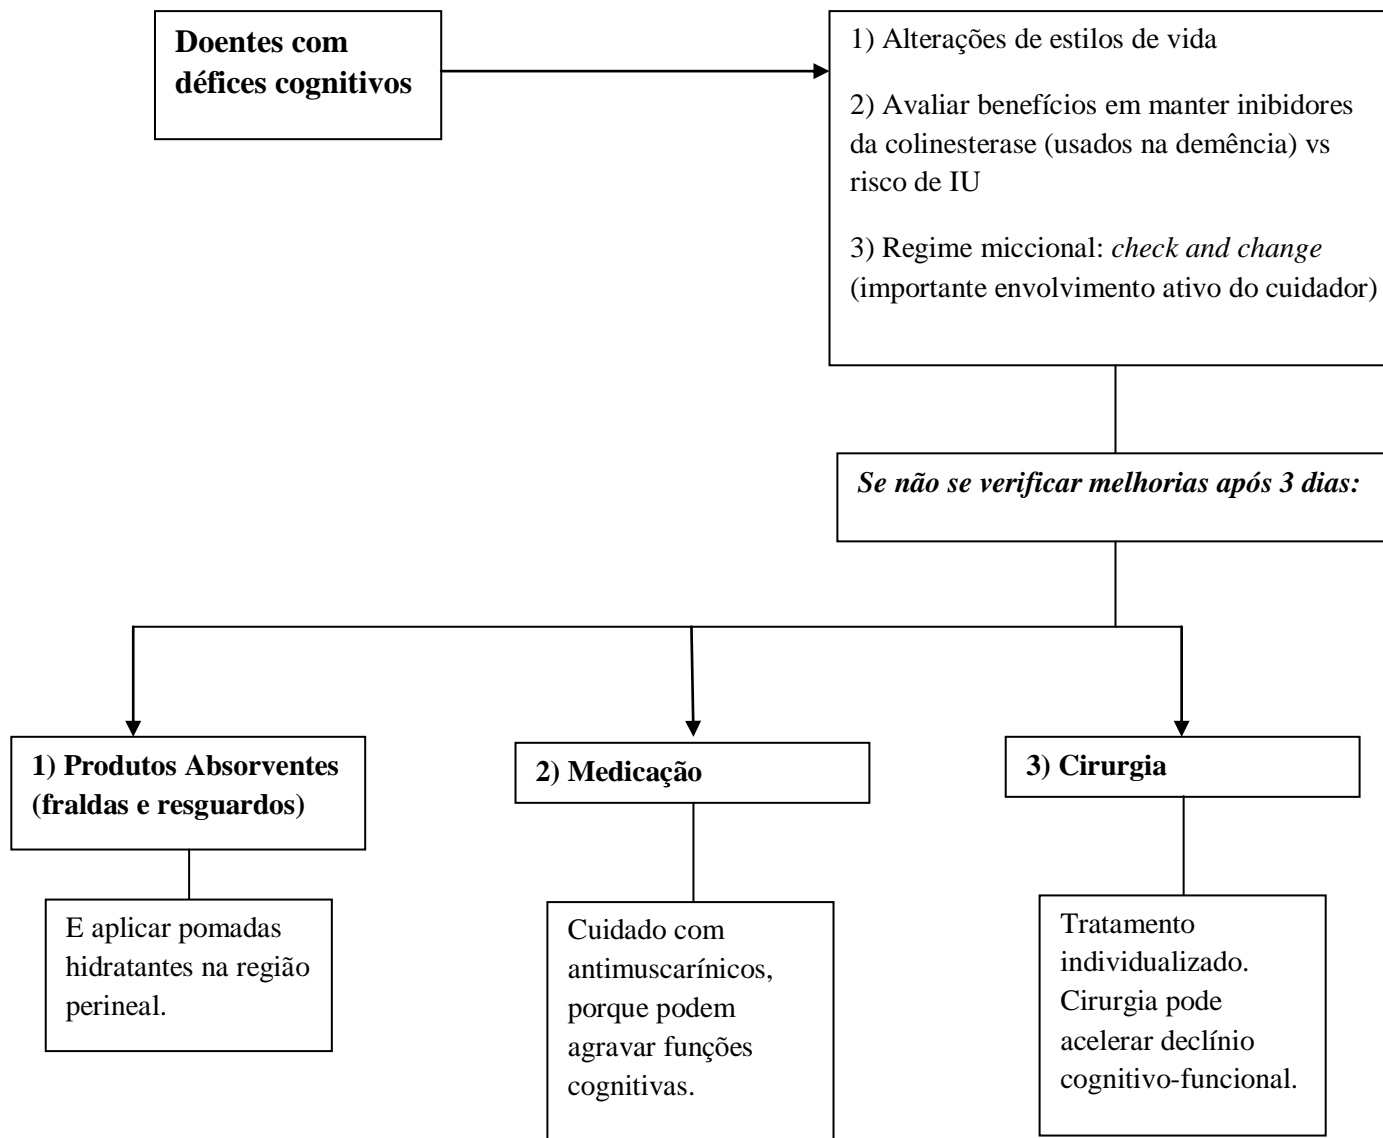 Doentes com
défices cognitivos
1) Alterações de estilos de vida
2) Avaliar benefícios em manter inibidores
da colinesterase (usados na demência) vs
risco de IU
3) Regime miccional: check and change
(importante envolvimento ativo do cuidador)
Se não se verificar melhorias após 3 dias:
1) Produtos Absorventes
(fraldas e resguardos)
E aplicar pomadas
hidratantes na região
perineal.
2) Medicação
Cuidado com
antimuscarínicos,
porque podem
agravar funções
cognitivas.
3) Cirurgia
Tratamento
individualizado.
Cirurgia pode
acelerar declínio
cognitivo-funcional.